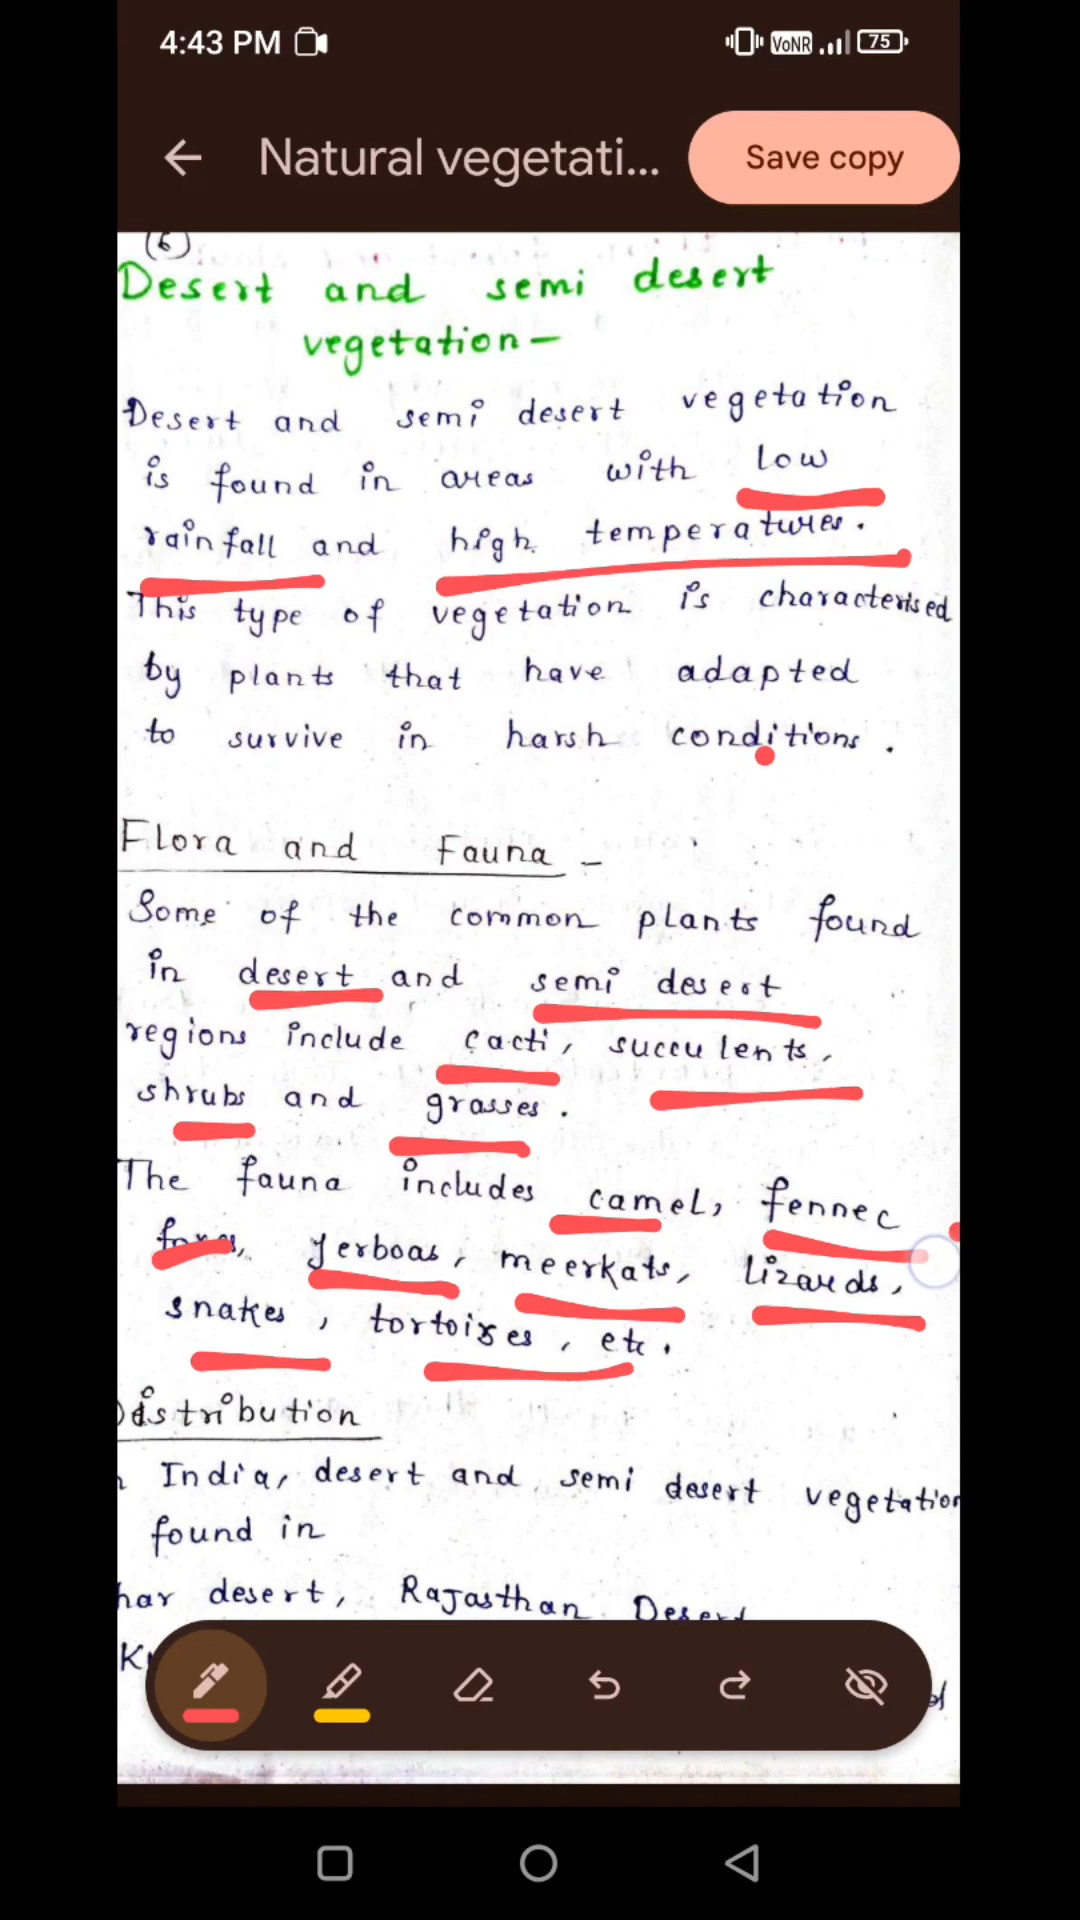 4:43 PM
VoNR
75
Natural vegetati...
Save copy
(6)
Desert and semi desert
vegetation-
Desert and semi desert vegetation
is found in areas with low
rainfall and high temperatures.
This type of vegetation is characterised
by plants that have adapted
to survive in harsh conditions.
Flora and Fauna -
Some of the common plants found
in desert and semi desert
regions include cacti, succulents,
shrubs and grasses.
The fauna includes camel, fennec
Jerboas, meerkats, lizards,
snakes, tortoises, etc.
Distribution
India, desert and semi desert vegetation
found in
har desert, Rajasthan Desert